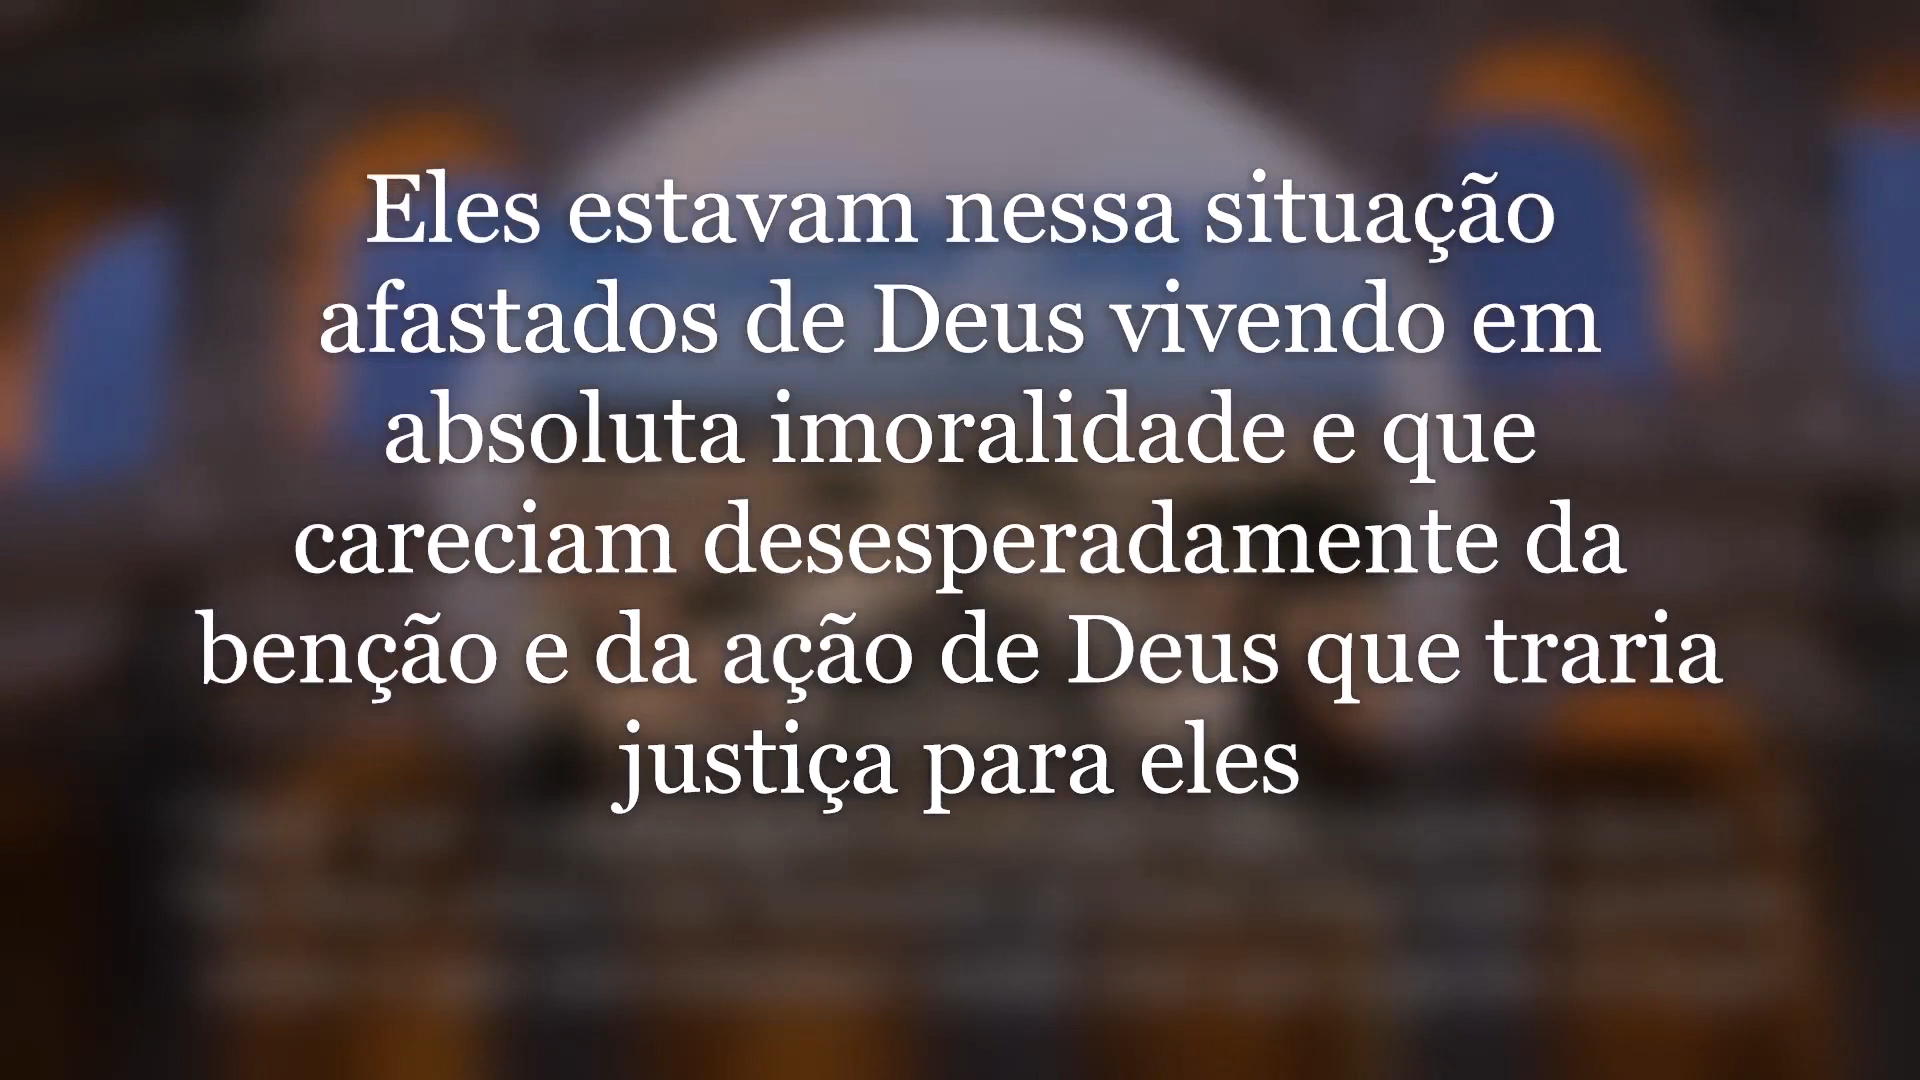 Eles estavam nessa situação
afastados de Deus vivendo em
absoluta imoralidade e que
careciam desesperadamente da
benção e da ação de Deus que traria
justiça para eles